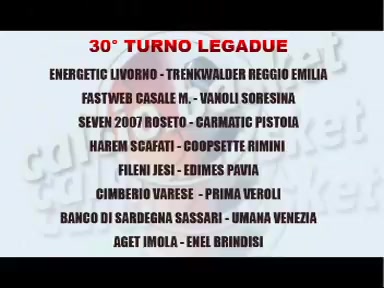 30° TURNO LEGADUE
ENERGETIC LIVORNO - TRENKWALDER REGGIO EMILIA
FASTWEB CASALE M. - VANOLI SORESINA
SEVEN 2007 ROSETO - CARMATIC PISTOIA
HAREM SCAFATI - COOPSETTE RIMINI
FILENI JESI - EDIMES PAVIA
CIMBERIO VARESE - PRIMA VEROLI
BANCO DI SARDEGNA SASSARI - UMANA VENEZIA
AGET IMOLA - ENEL BRINDISI